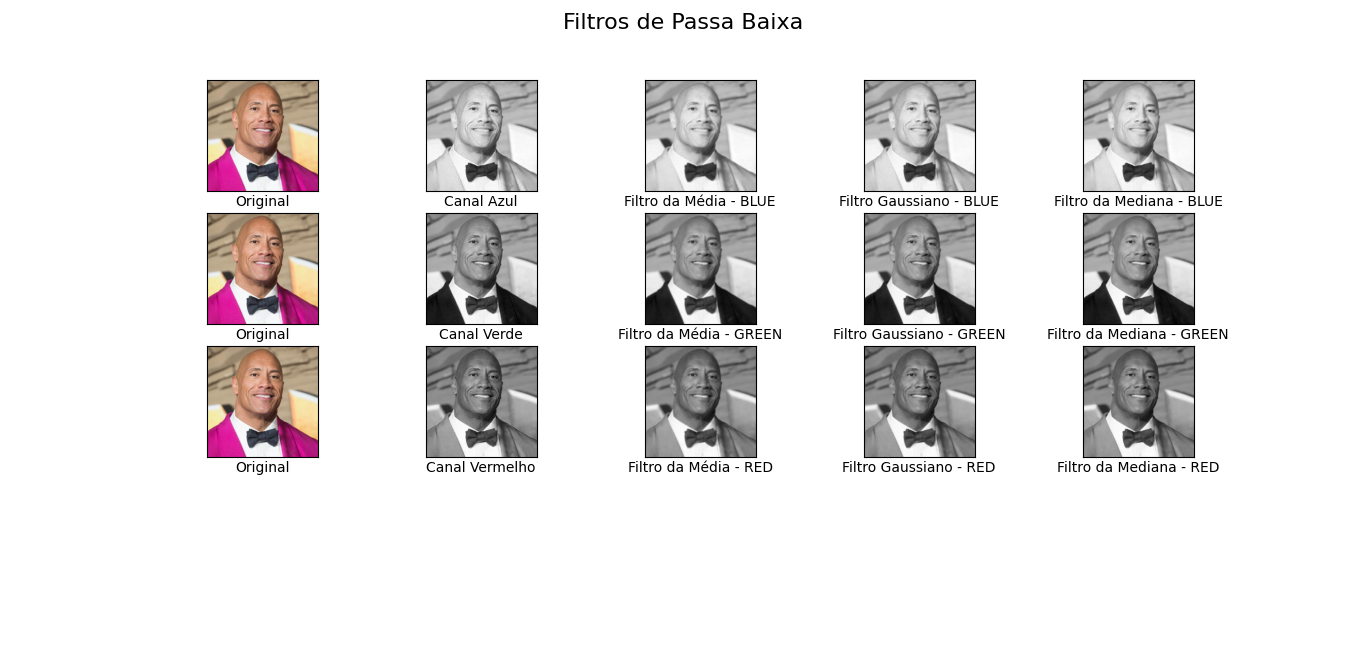 Filtros de Passa Baixa
Original
Canal Azul
Filtro da Média - BLUE
Filtro Gaussiano - BLUE
Filtro da Mediana - BLUE
Original
Canal Verde
Filtro da Média - GREEN
Filtro Gaussiano - GREEN
Filtro da Mediana - GREEN
Original
Canal Vermelho
Filtro da Média - RED
Filtro Gaussiano - RED
Filtro da Mediana - RED